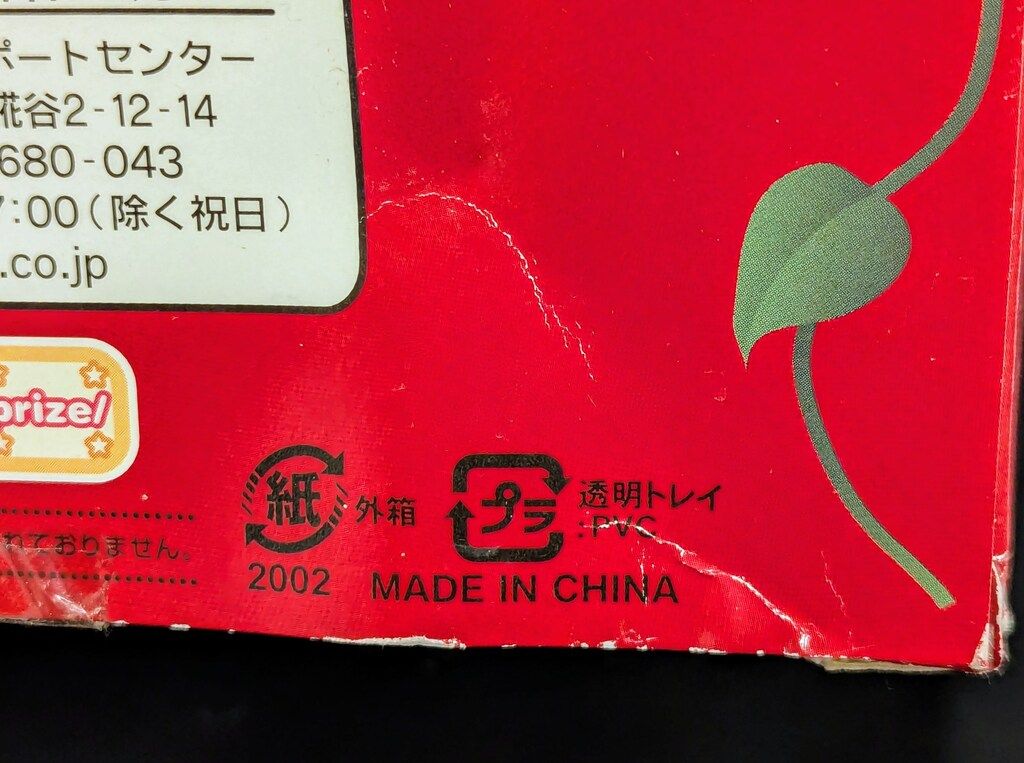 ポートセンター
糀谷2-12-14
680-043
7:00(除く祝日)
.co.jp
prize!
れておりません。
紙 外箱
プラ 透明トレイ
:PVC
2002 MADE IN CHINA